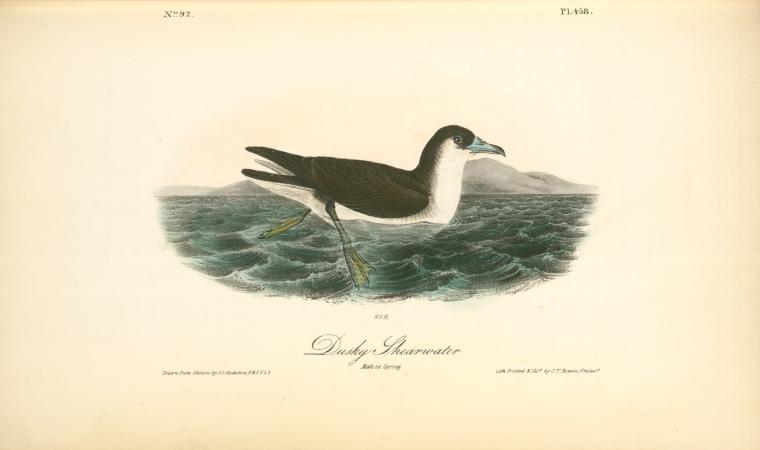 No. 92.
Pl. 458.
W.E.H.
Dusky Shearwater
Male in Spring
Drawn from Nature by J.J. Audubon, F.R.S.F.L.S.
Lith. Printed & Cold. by J.T. Bowen, Philada.